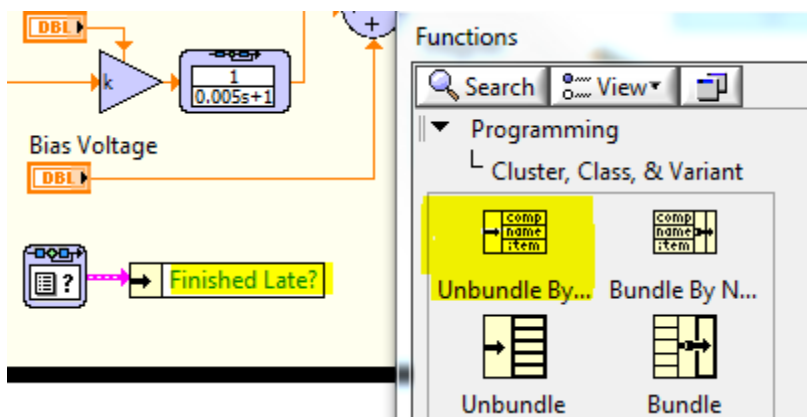 DBL
+
k
1
0.005s+1
Bias Voltage
DBL
?
Finished Late?
Functions
Search
View
Programming
Cluster, Class, & Variant
comp
name
item
Unbundle By...
comp
name
item
Bundle By N...
Unbundle
Bundle